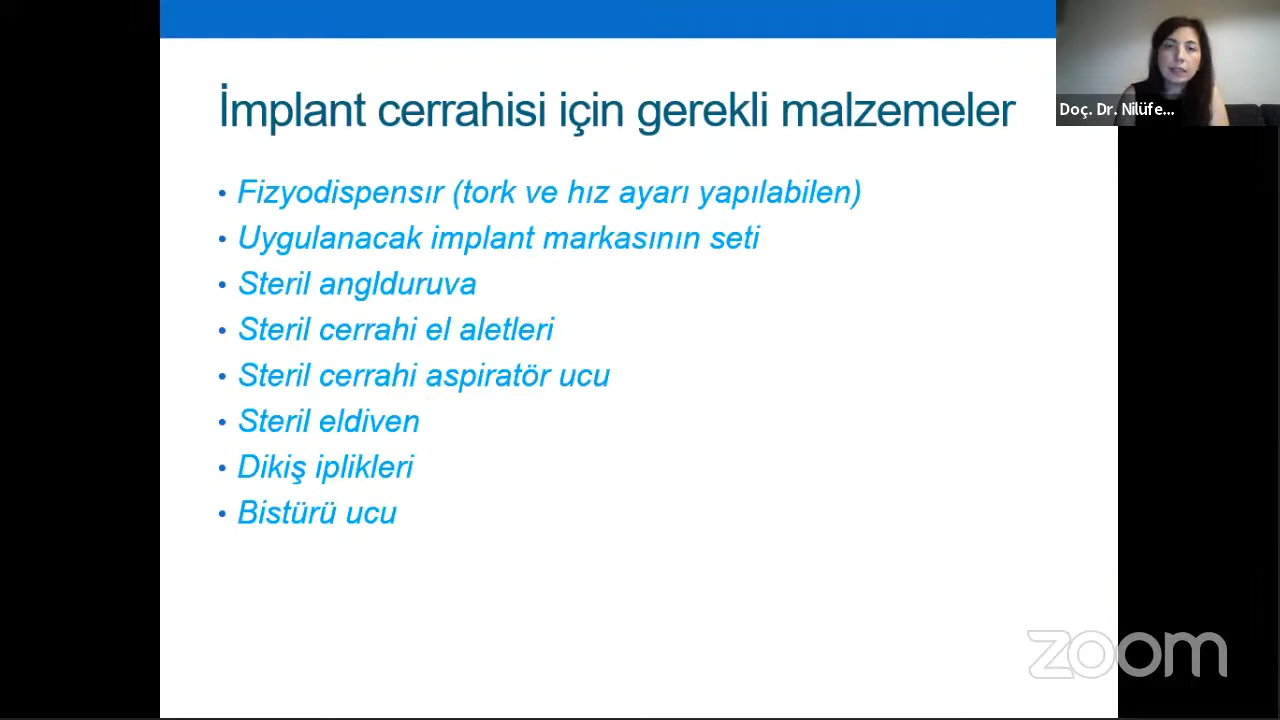 İmplant cerrahisi için gerekli malzemeler
Doç. Dr. Nilüfe...
• Fizyodispensır (tork ve hız ayarı yapılabilen)
• Uygulanacak implant markasının seti
• Steril anglduruva
• Steril cerrahi el aletleri
• Steril cerrahi aspiratör ucu
• Steril eldiven
• Dikiş iplikleri
• Bistürü ucu
zoom